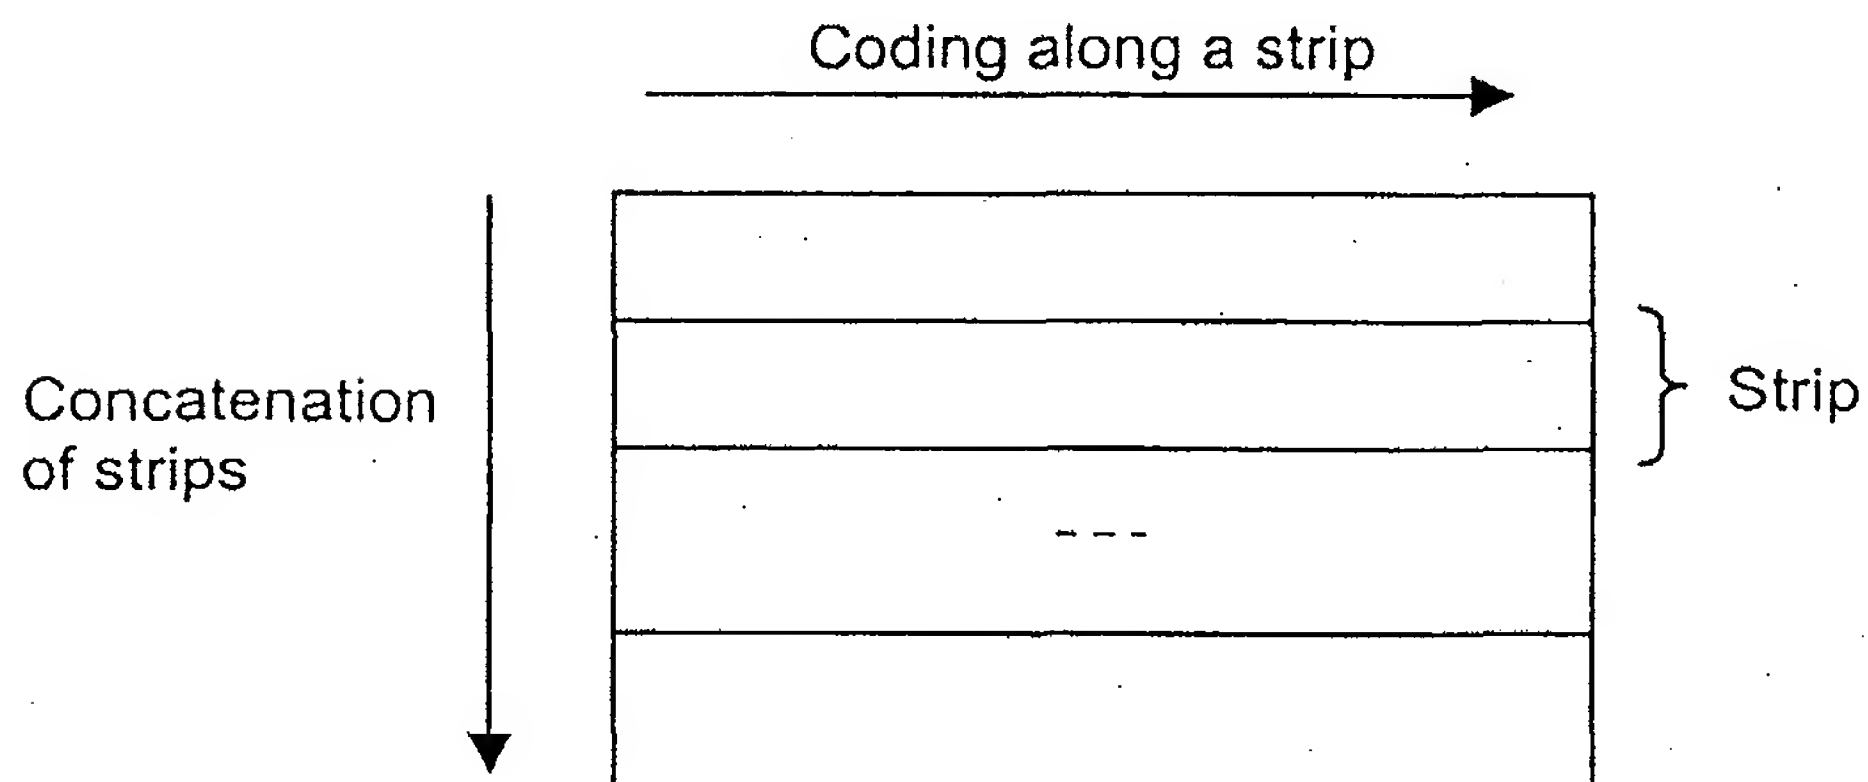 Coding along a strip
Concatenation
of strips
Strip